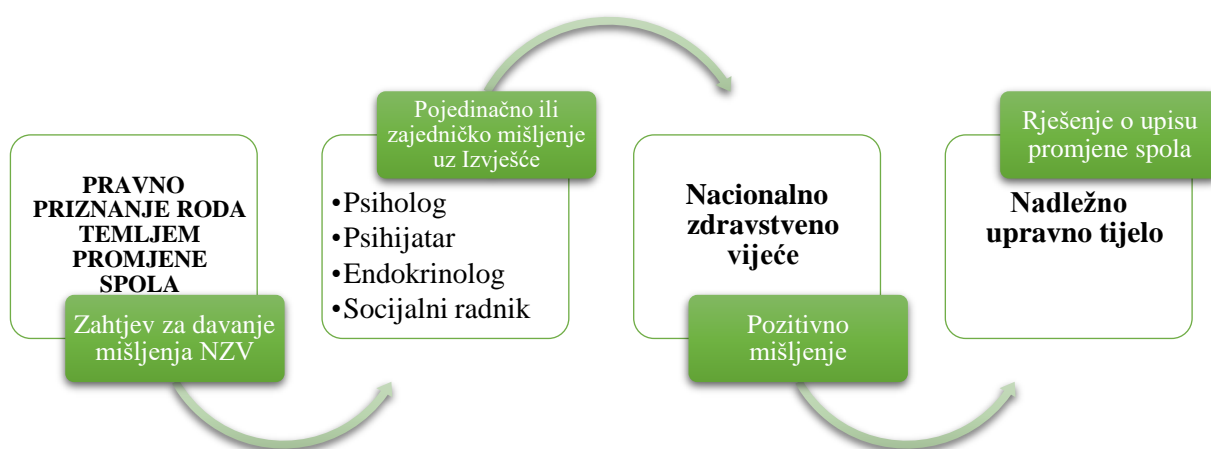 PRAVNO
PRIZNANJE RODA
TEMLJEM
PROMJENE
SPOLA
Zahtjev za davanje
mišljenja NZV
Pojedinačno ili
zajedničko mišljenje
uz Izvješće
•Psiholog
•Psihijatar
•Endokrinolog
•Socijalni radnik
Nacionalno
zdravstveno
vijeće
Pozitivno
mišljenje
Rješenje o upisu
promjene spola
Nadležno
upravno tijelo